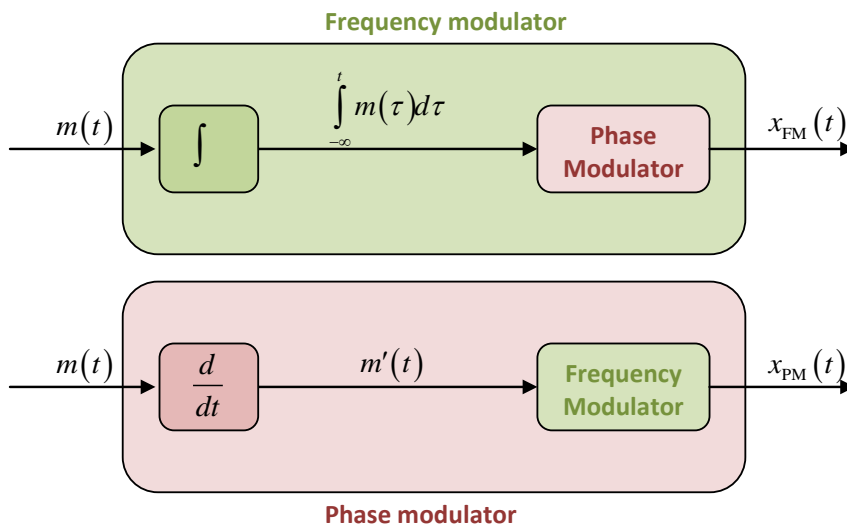 Frequency modulator
m(t)
∫
∫_{-∞}^{t} m(τ)dτ
Phase
Modulator
x_FM(t)
m(t)
d/dt
m′(t)
Frequency
Modulator
x_PM(t)
Phase modulator